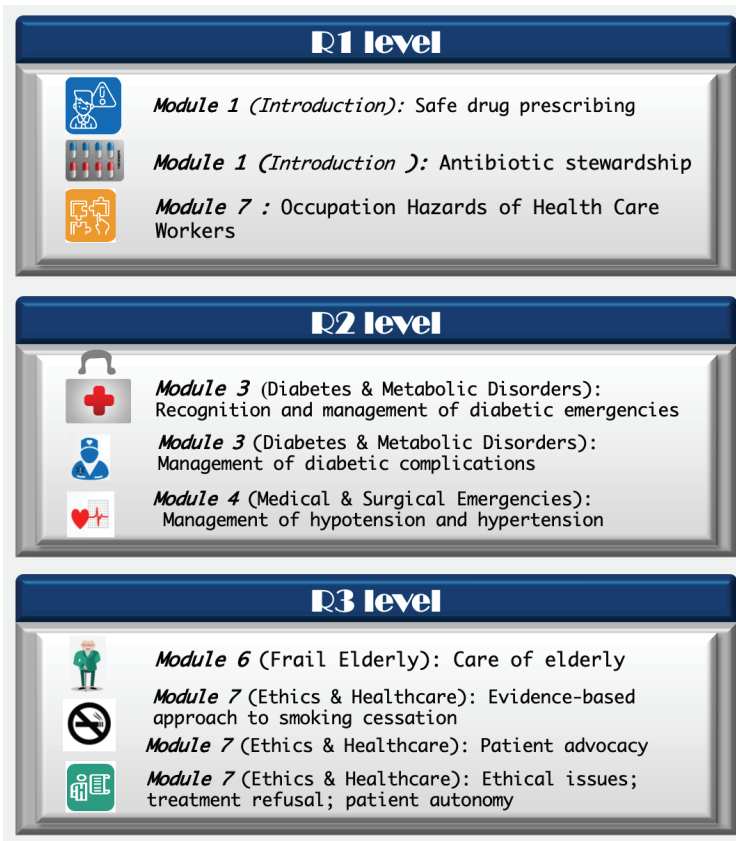 R1 level
Module 1 (Introduction): Safe drug prescribing
Module 1 (Introduction ): Antibiotic stewardship
Module 7 : Occupation Hazards of Health Care
Workers
R2 level
Module 3 (Diabetes & Metabolic Disorders):
Recognition and management of diabetic emergencies
Module 3 (Diabetes & Metabolic Disorders):
Management of diabetic complications
Module 4 (Medical & Surgical Emergencies):
Management of hypotension and hypertension
R3 level
Module 6 (Frail Elderly): Care of elderly
Module 7 (Ethics & Healthcare): Evidence-based
approach to smoking cessation
Module 7 (Ethics & Healthcare): Patient advocacy
Module 7 (Ethics & Healthcare): Ethical issues;
treatment refusal; patient autonomy